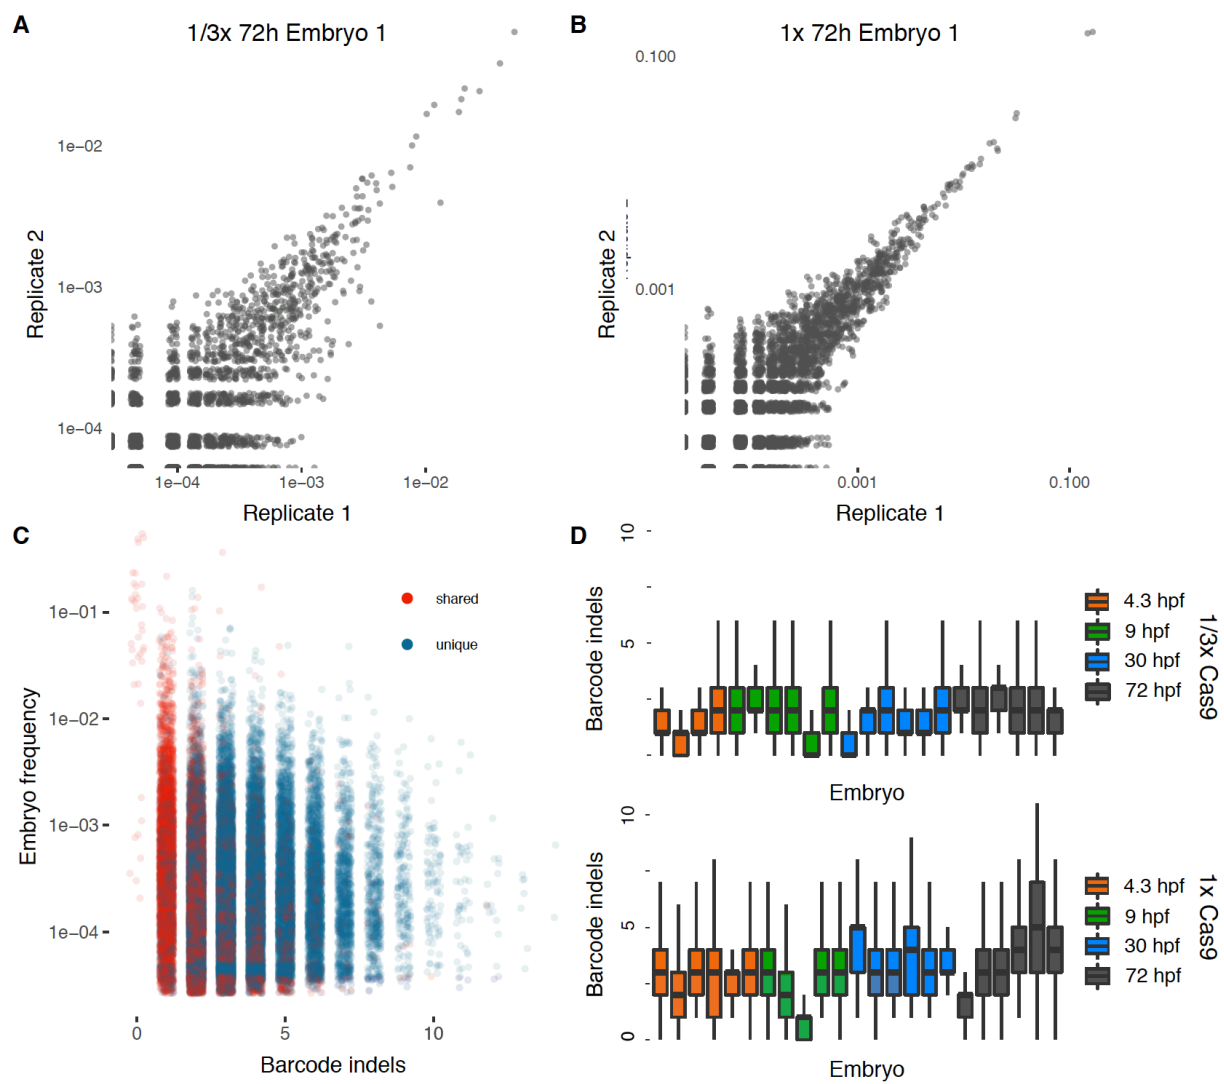 A
1/3x 72h Embryo 1
1e−02
1e−03
1e−04
Replicate 2
1e−04
1e−03
1e−02
Replicate 1
B
1x 72h Embryo 1
0.100
0.001
Replicate 2
0.001
0.100
Replicate 1
C
shared
unique
1e−01
1e−02
1e−03
1e−04
Embryo frequency
0
5
10
Barcode indels
D
10
5
Barcode indels
Embryo
4.3 hpf
9 hpf
30 hpf
72 hpf
1/3x Cas9
10
5
0
Barcode indels
Embryo
4.3 hpf
9 hpf
30 hpf
72 hpf
1x Cas9